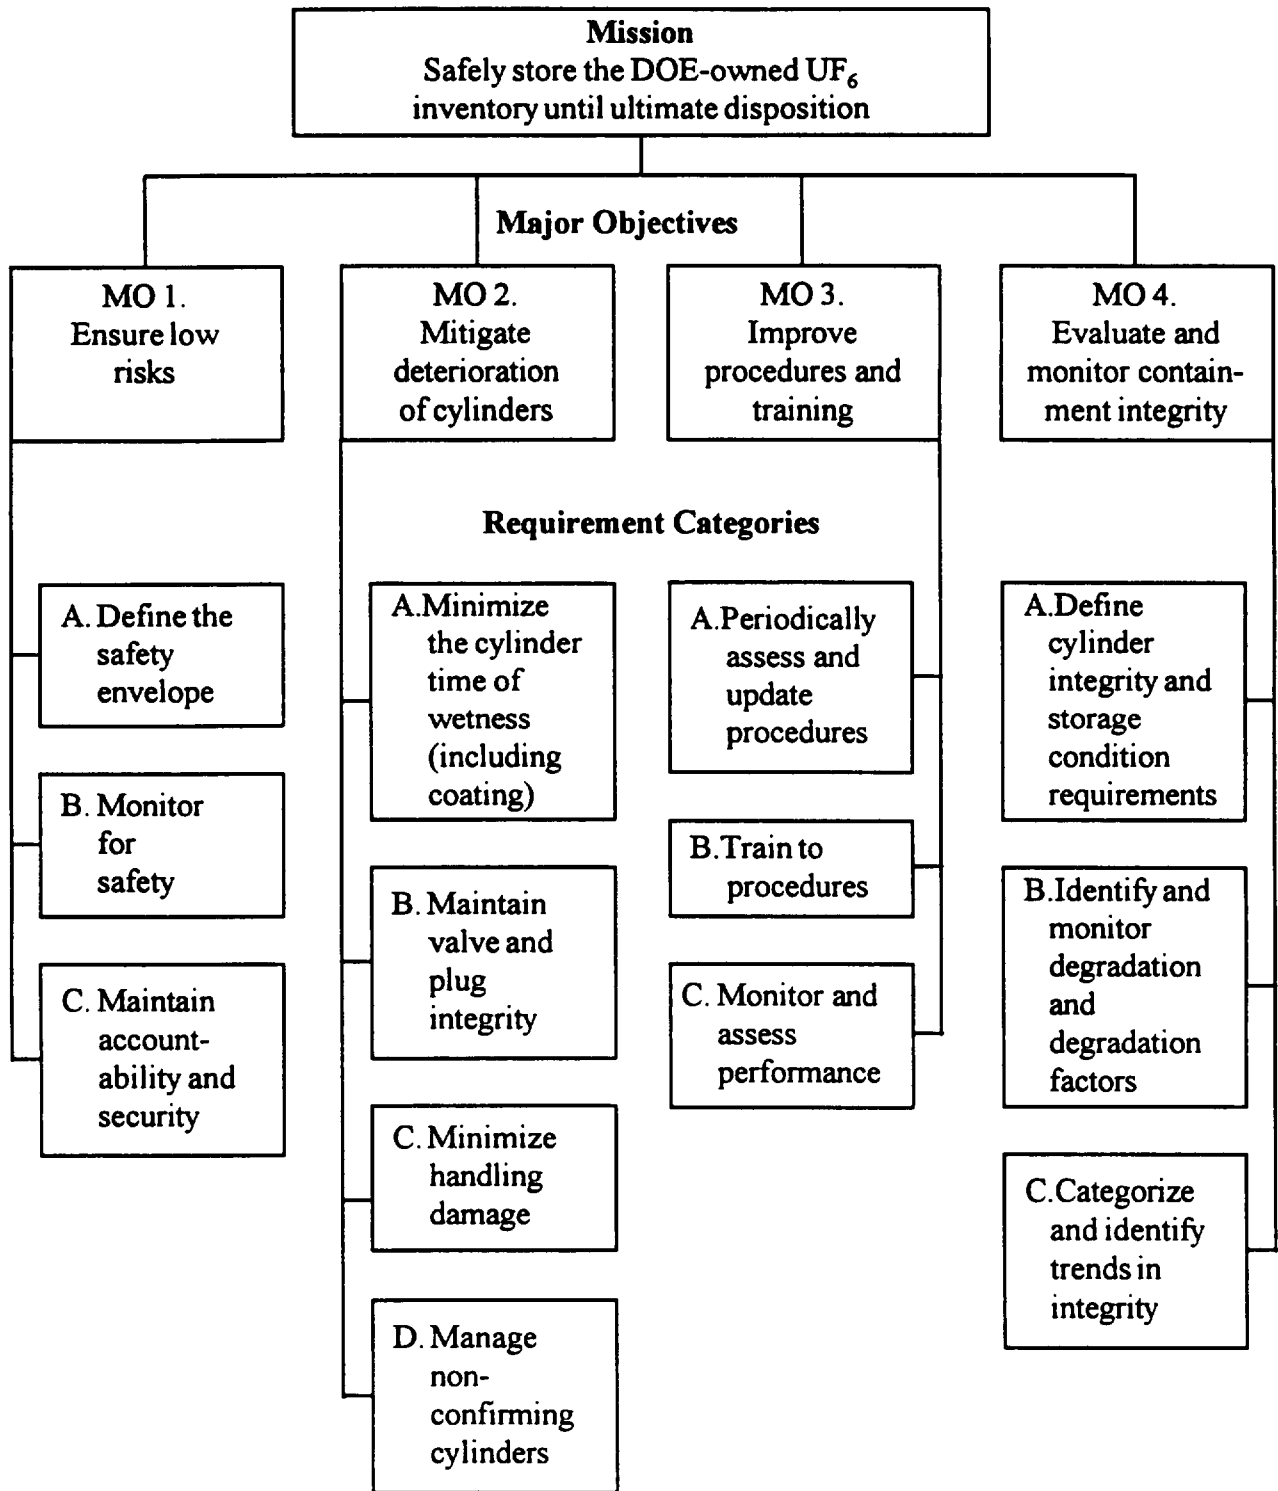 Mission
Safely store the DOE-owned UF6
inventory until ultimate disposition
Major Objectives
MO 1.
Ensure low
risks
MO 2.
Mitigate
deterioration
of cylinders
MO 3.
Improve
procedures and
training
MO 4.
Evaluate and
monitor contain-
ment integrity
Requirement Categories
A. Define the
safety
envelope
B. Monitor
for
safety
C. Maintain
account-
ability and
security
A.Minimize
the cylinder
time of
wetness
(including
coating)
B. Maintain
valve and
plug
integrity
C. Minimize
handling
damage
D. Manage
non-
confirming
cylinders
A.Periodically
assess and
update
procedures
B.Train to
procedures
C. Monitor and
assess
performance
A.Define
cylinder
integrity and
storage
condition
requirements
B.Identify and
monitor
degradation
and
degradation
factors
C.Categorize
and identify
trends in
integrity